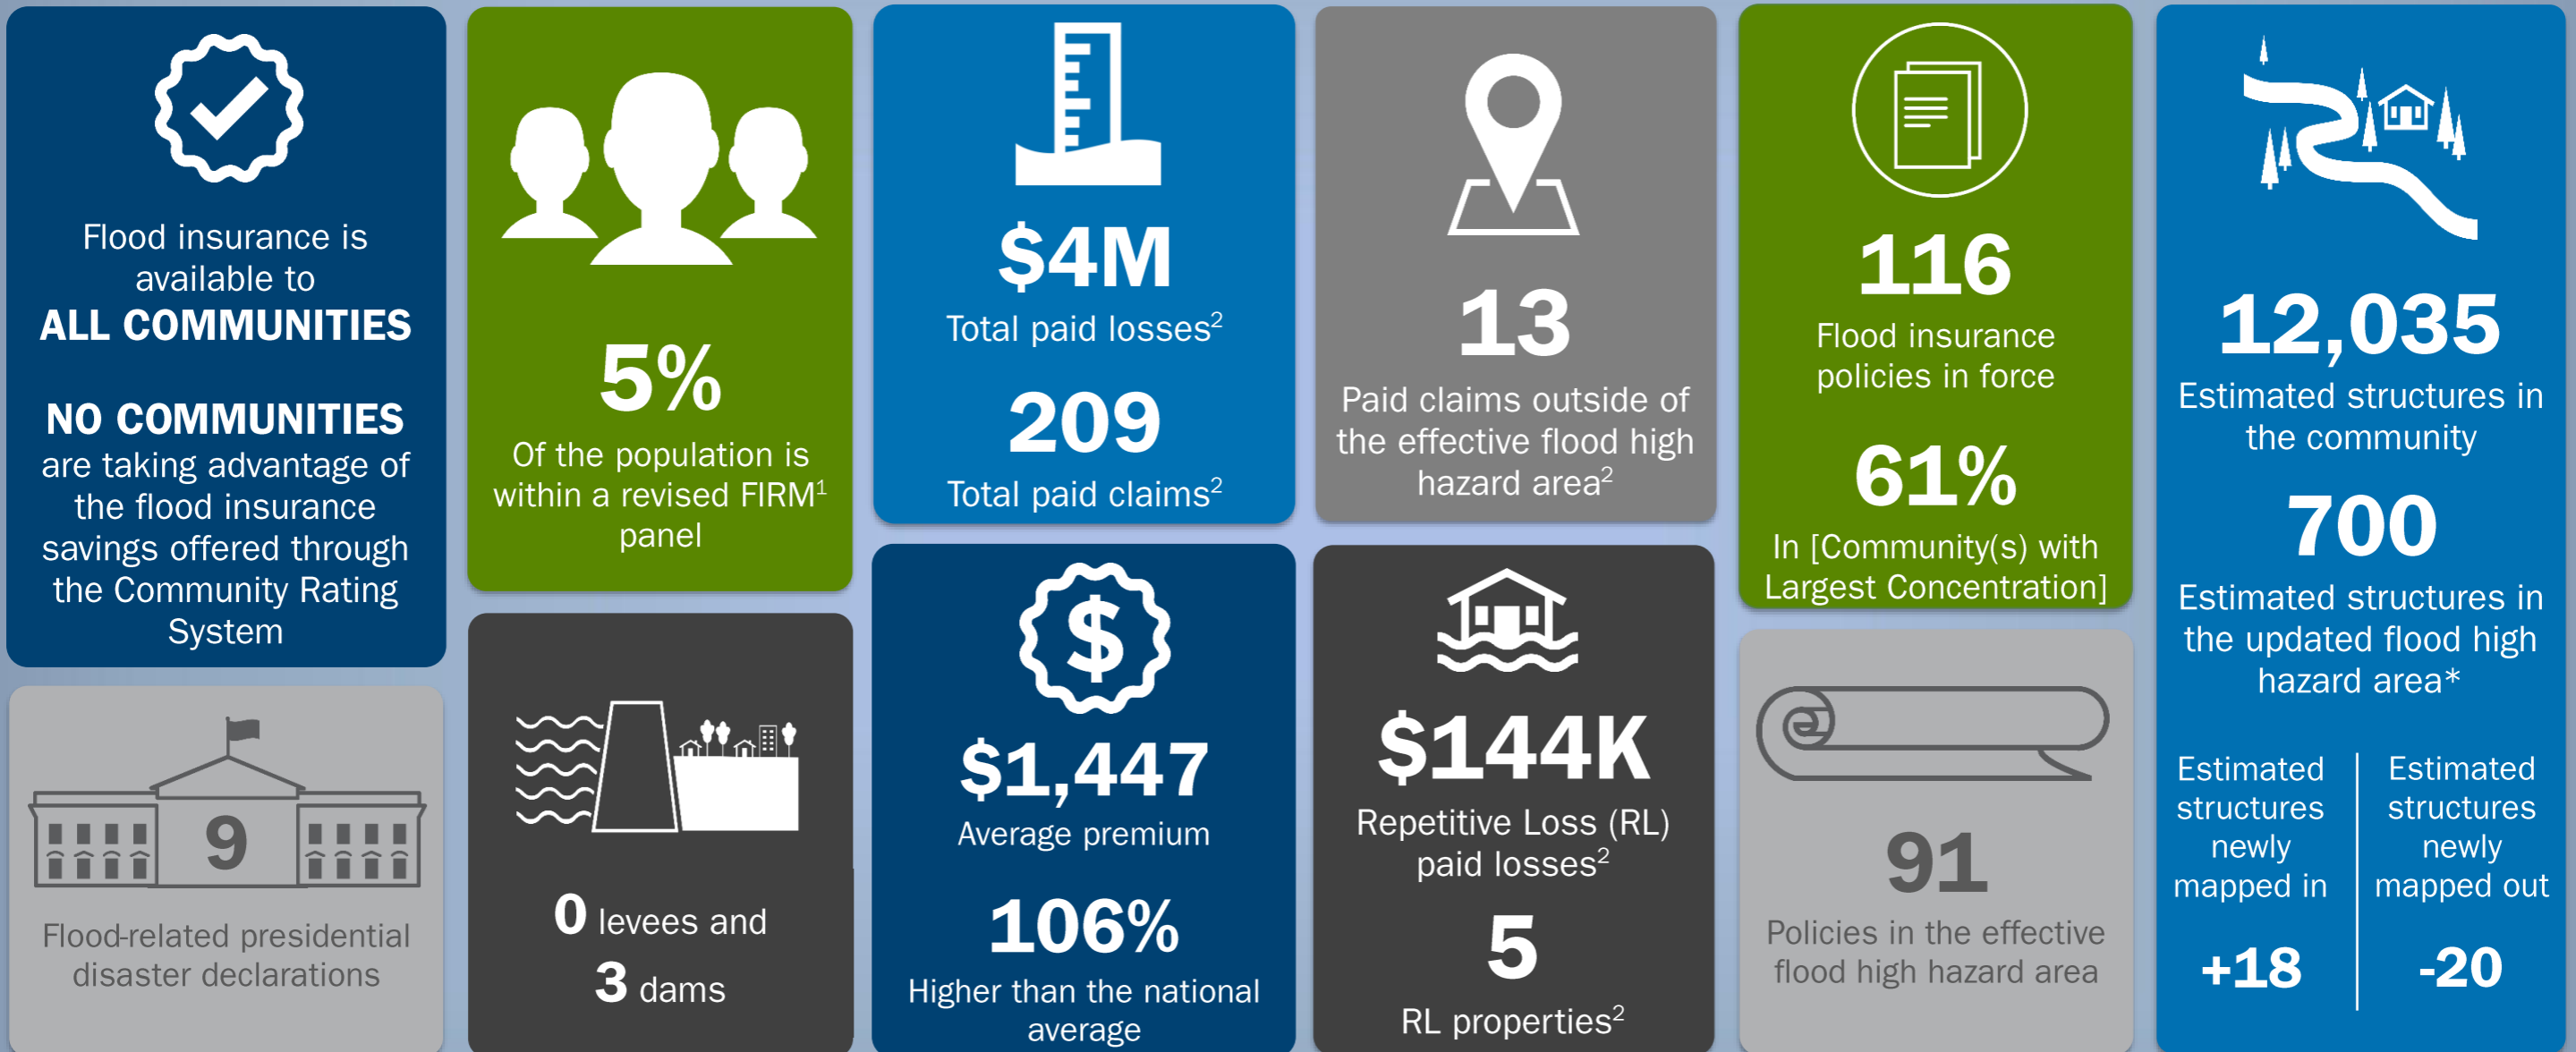 Flood insurance is
available to
ALL COMMUNITIES
NO COMMUNITIES
are taking advantage of
the flood insurance
savings offered through
the Community Rating
System
9
Flood-related presidential
disaster declarations
5%
Of the population is
within a revised FIRM¹
panel
0 levees and
3 dams
$4M
Total paid losses²
209
Total paid claims²
$
$1,447
Average premium
106%
Higher than the national
average
13
Paid claims outside of
the effective flood high
hazard area²
$144K
Repetitive Loss (RL)
paid losses²
5
RL properties²
116
Flood insurance
policies in force
61%
In [Community(s) with
Largest Concentration]
91
Policies in the effective
flood high hazard area
12,035
Estimated structures in
the community
700
Estimated structures in
the updated flood high
hazard area*
Estimated
structures
newly
mapped in
+18
Estimated
structures
newly
mapped out
-20